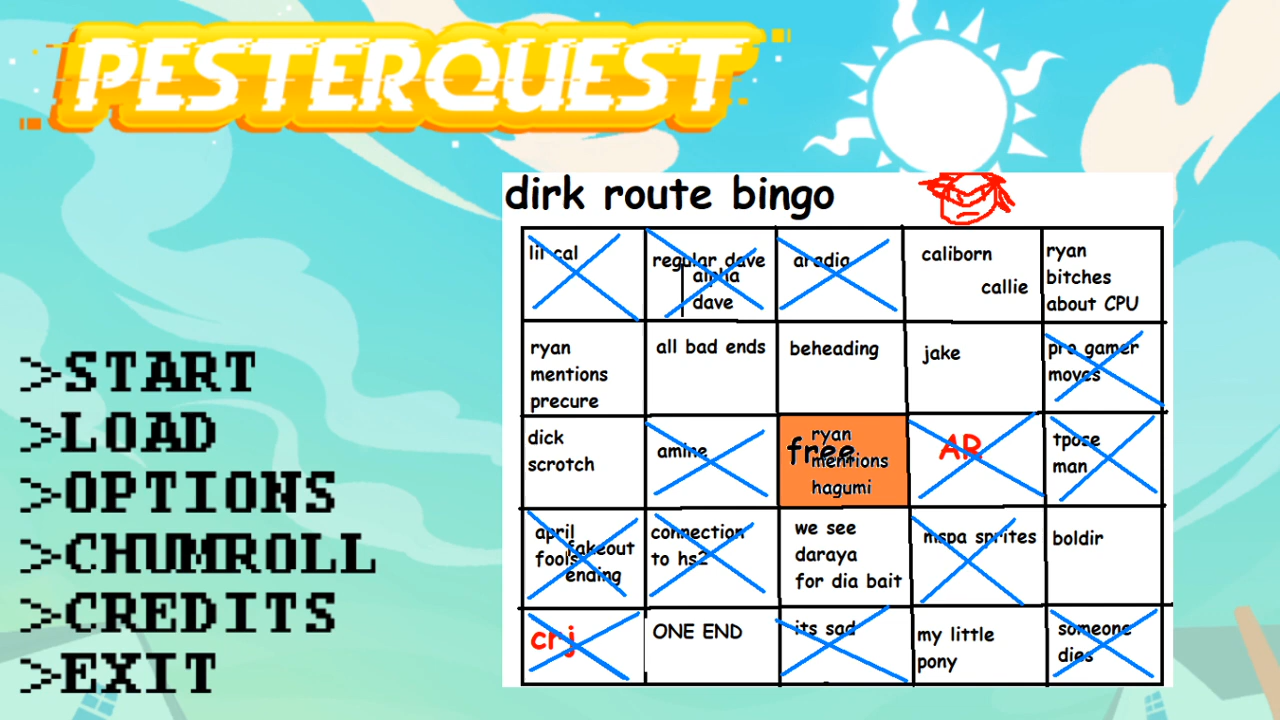 PESTERQUEST
dirk route bingo
lil cal
regular dave
alpha
dave
aradia
caliborn
callie
ryan
bitches
about CPU
ryan
mentions
precure
all bad ends
beheading
jake
pro gamer
moves
dick
scrotch
amine
free
ryan
mentions
hagumi
AR
tpose
man
april
fools
fakeout
ending
connection
to hs2
we see
daraya
for dia bait
mspa sprites
boldir
crj
ONE END
its sad
my little
pony
someone
dies
>START
>LOAD
>OPTIONS
>CHUMROLL
>CREDITS
>EXIT